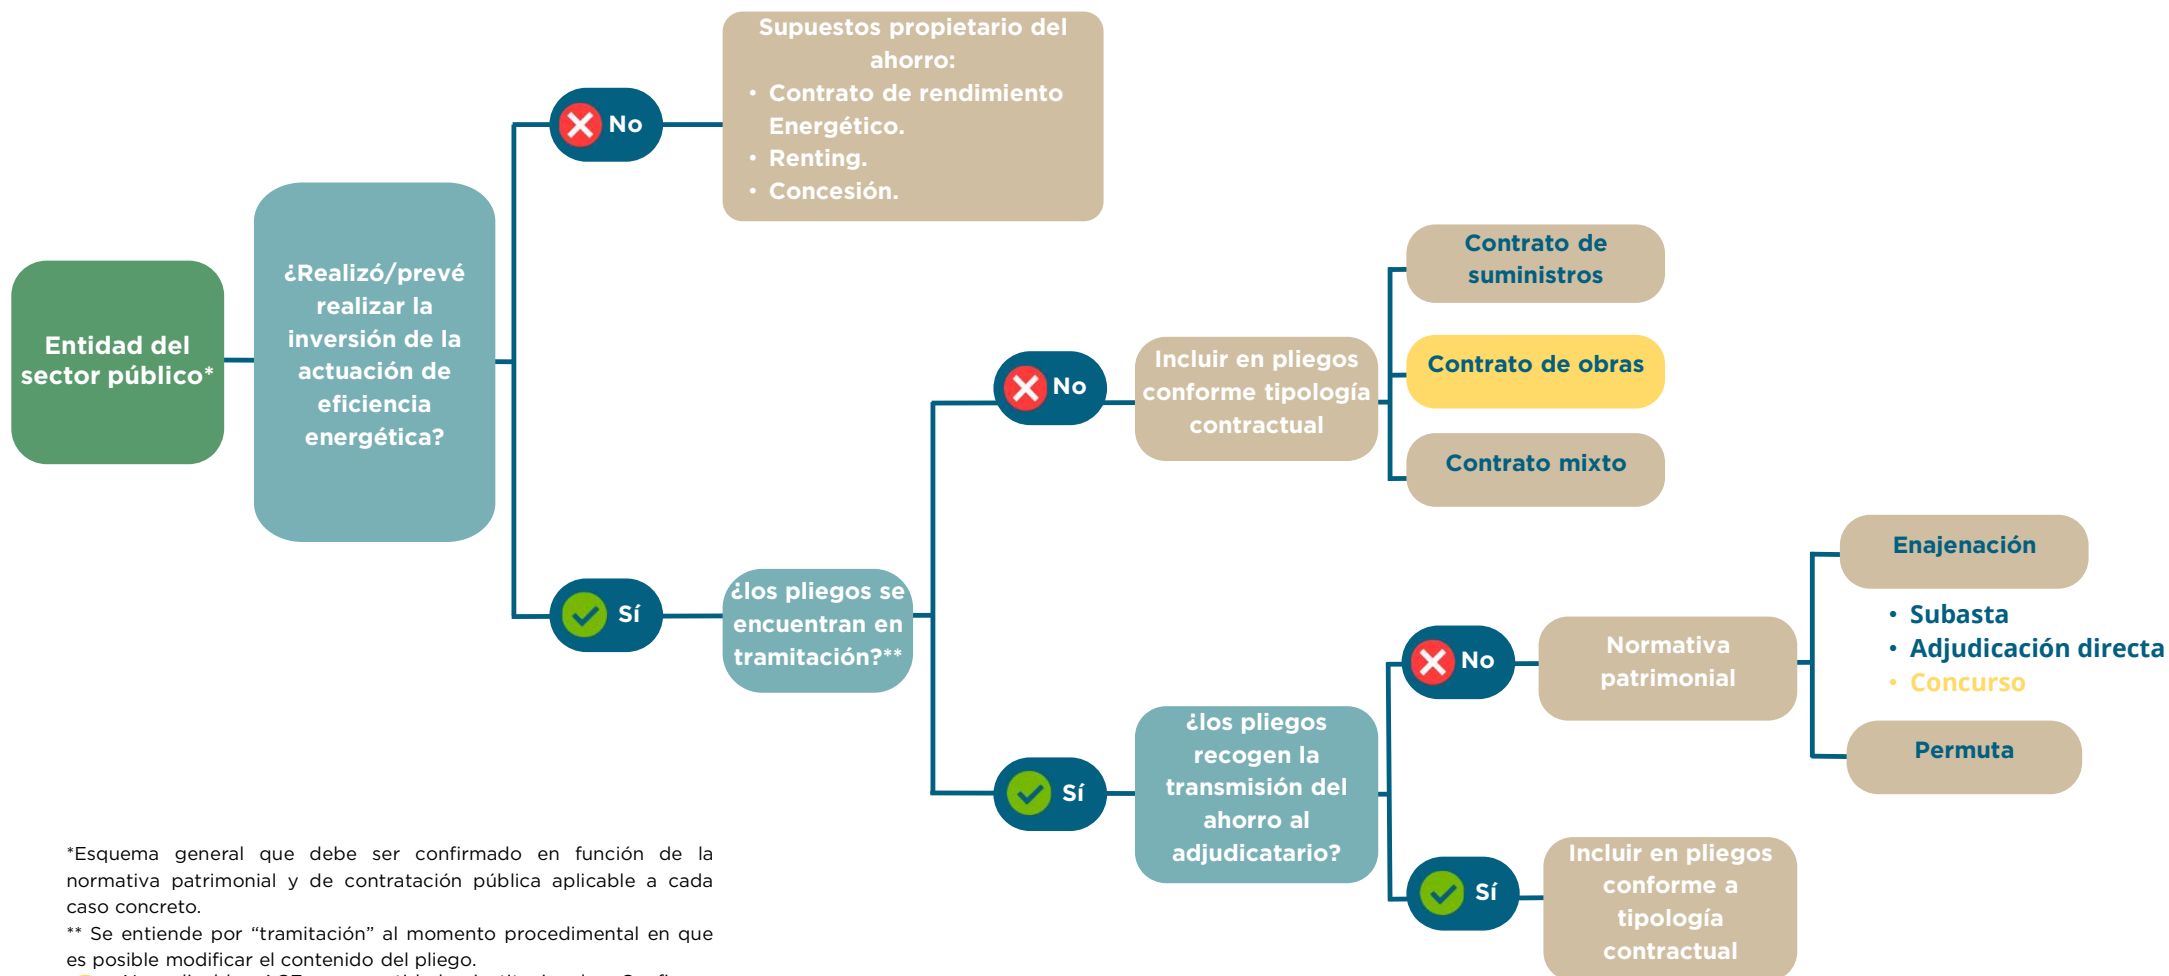 Supuestos propietario del
ahorro:
• Contrato de rendimiento
Energético.
• Renting.
• Concesión.
No
Entidad del
sector público*
¿Realizó/prevé
realizar la
inversión de la
actuación de
eficiencia
energética?
Sí
¿los pliegos se
encuentran en
tramitación?**
No
Incluir en pliegos
conforme tipología
contractual
Contrato de
suministros
Contrato de obras
Contrato mixto
Sí
¿los pliegos
recogen la
transmisión del
ahorro al
adjudicatario?
No
Normativa
patrimonial
Enajenación
• Subasta
• Adjudicación directa
• Concurso
Permuta
Sí
Incluir en pliegos
conforme a
tipología
contractual
*Esquema general que debe ser confirmado en función de la
normativa patrimonial y de contratación pública aplicable a cada
caso concreto.
** Se entiende por “tramitación” al momento procedimental en que
es posible modificar el contenido del pliego.